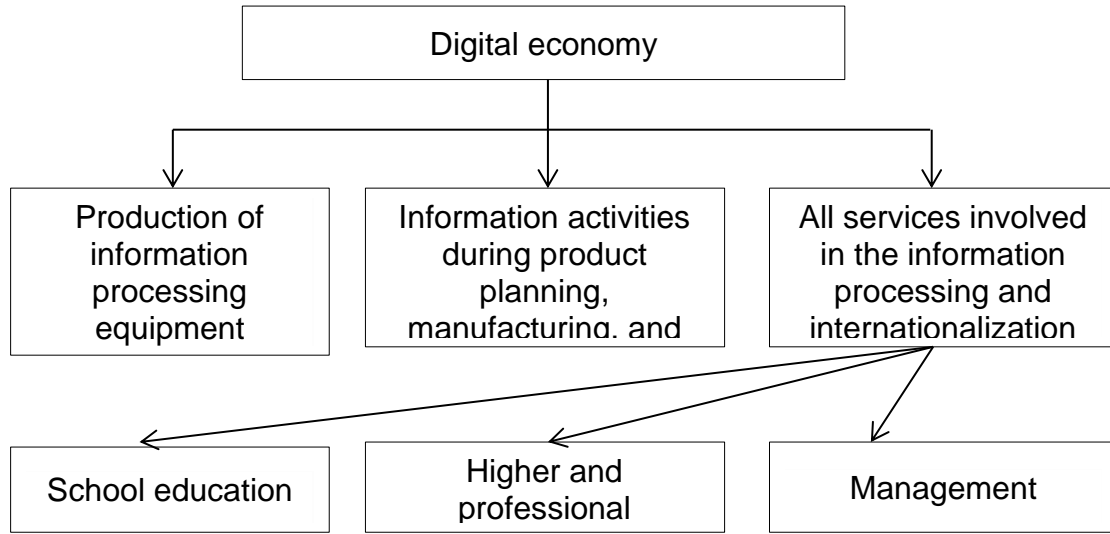 Digital economy
Production of
information
processing
equipment
Information activities
during product
planning,
manufacturing, and
All services involved
in the information
processing and
internationalization
School education
Higher and
professional
Management